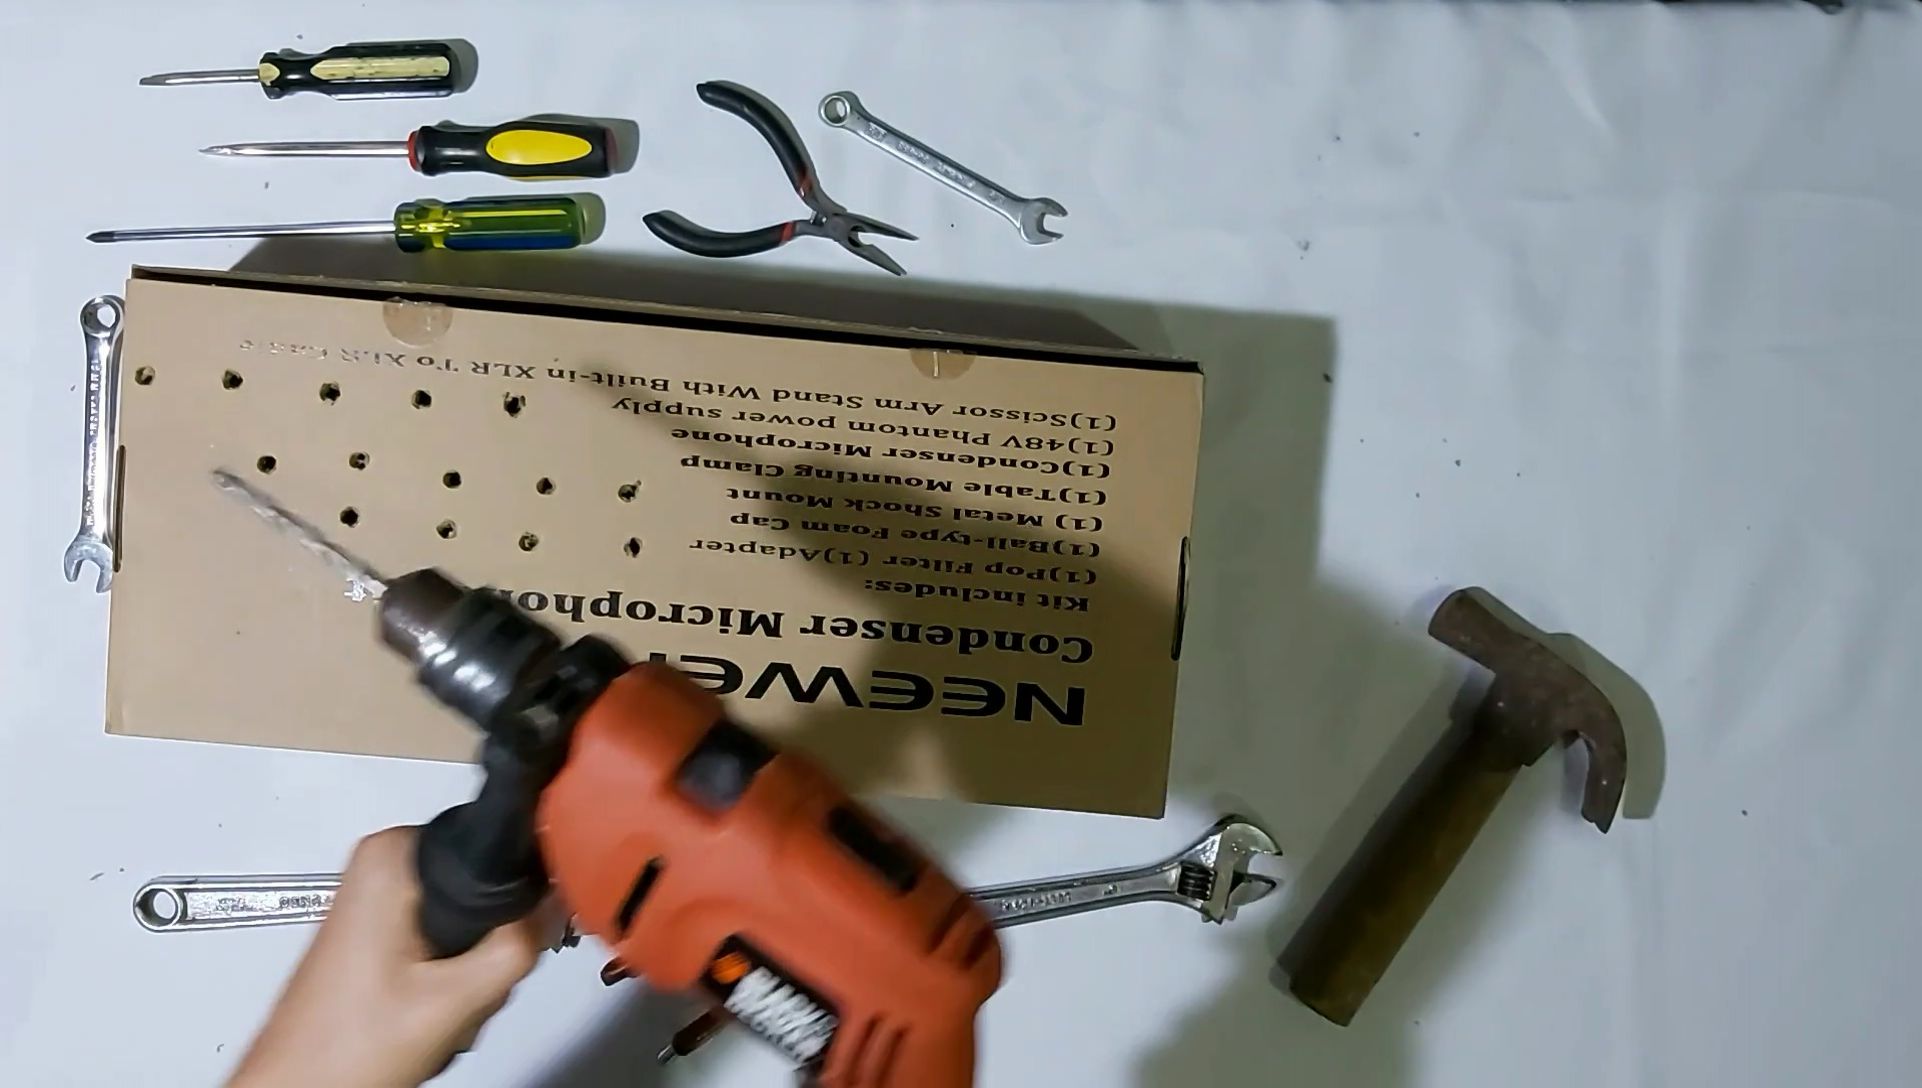 NEEWER
Condenser Microphone
Kit includes:
(1)Pop Filter (1)Adapter
(1)Ball-type Foam Cap
(1) Metal Shock Mount
(1)Table Mounting Clamp
(1)Condenser Microphone
(1)48V Phantom power supply
(1)Scissor Arm Stand With Built-in XLR To XLR Cable
BLACK+